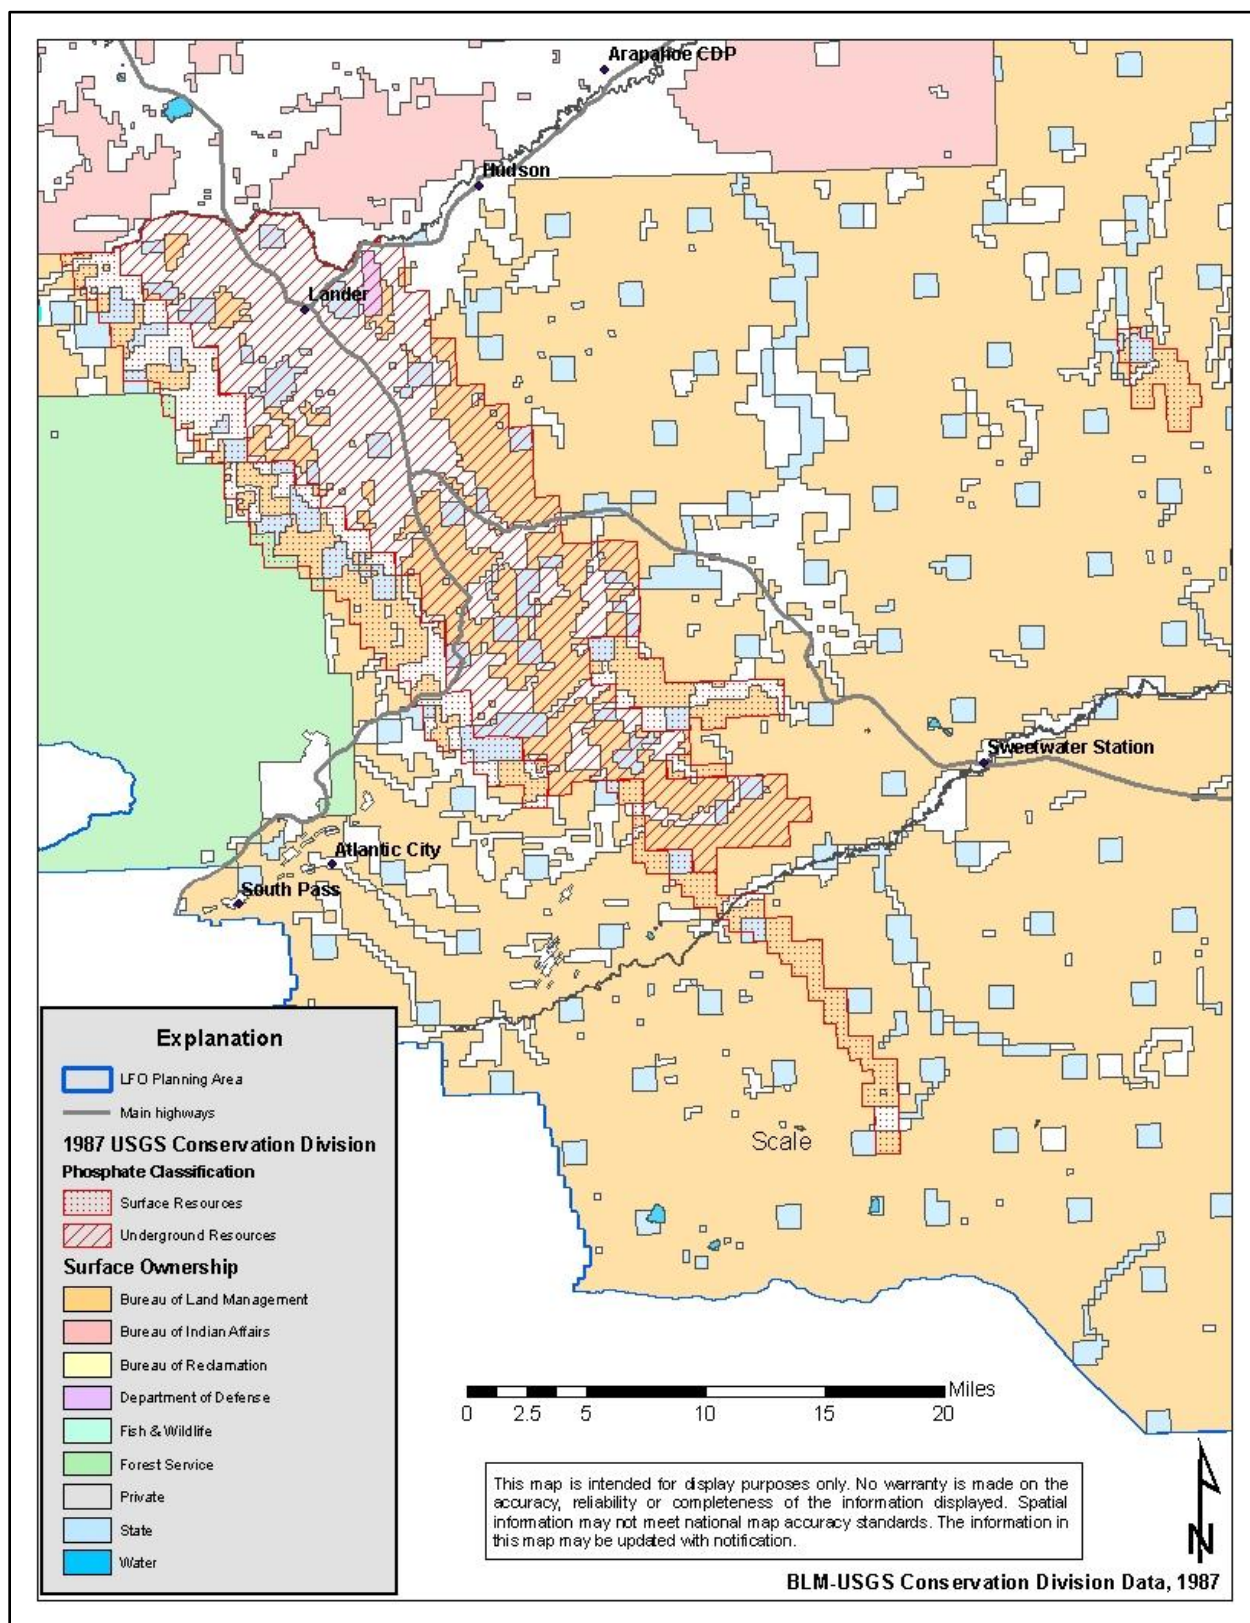 Arapahoe CDP
Hudson
Lander
Sweetwater Station
Atlantic City
South Pass
Scale
Explanation
LFO Planning Area
Main highways
1987 USGS Conservation Division
Phosphate Classification
Surface Resources
Underground Resources
Surface Ownership
Bureau of Land Management
Bureau of Indian Affairs
Bureau of Reclamation
Department of Defense
Fish & Wildlife
Forest Service
Private
State
Water
Miles
0 2.5 5 10 15 20
This map is intended for display purposes only. No warranty is made on the
accuracy, reliability or completeness of the information displayed. Spatial
information may not meet national map accuracy standards. The information in
this map may be updated with notification.
N
BLM-USGS Conservation Division Data, 1987